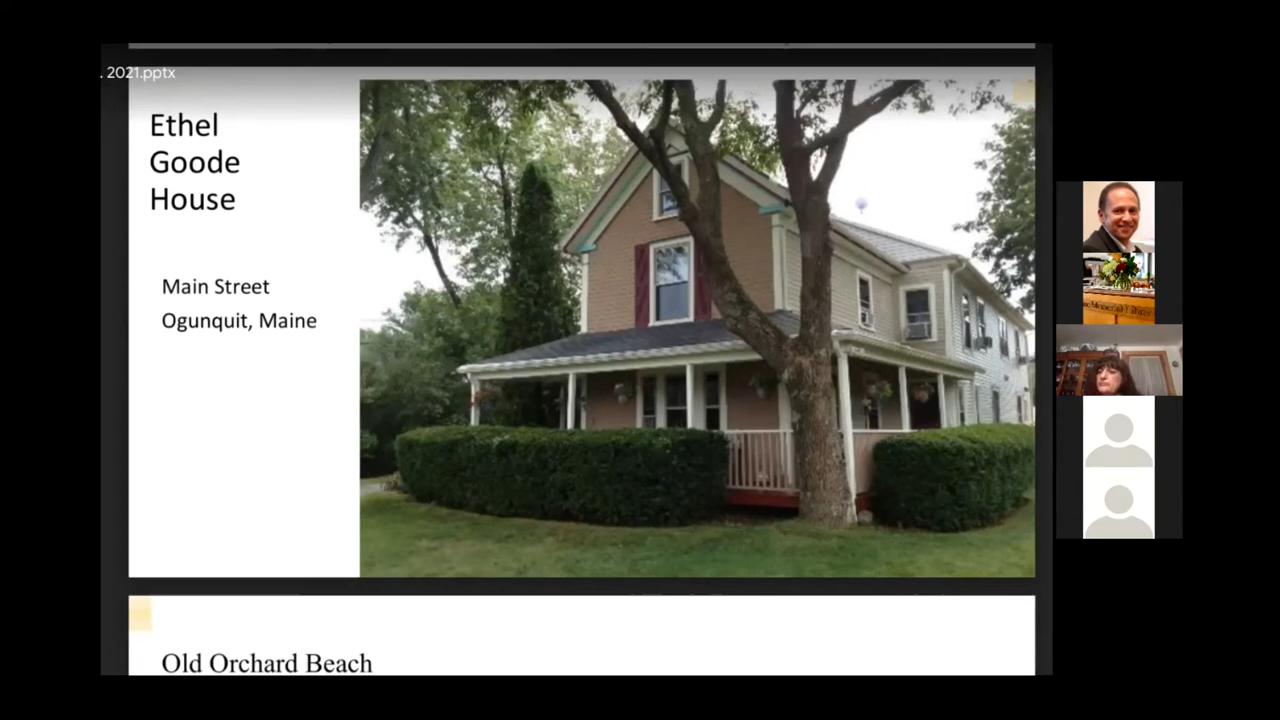 . 2021.pptx
Ethel
Goode
House
Main Street
Ogunquit, Maine
Old Orchard Beach